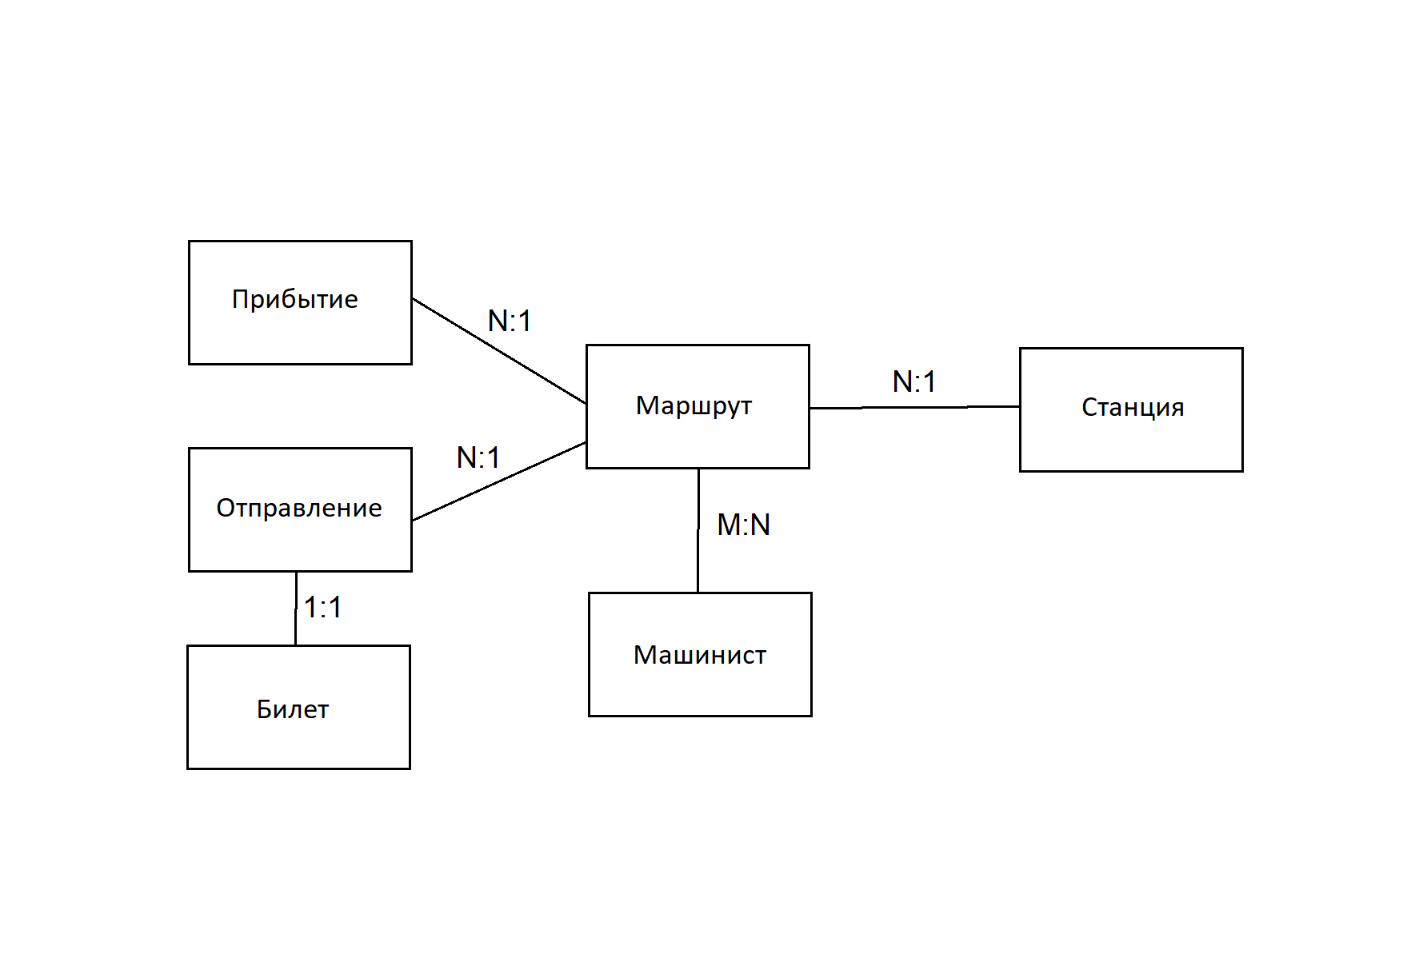 Прибытие
N:1
Маршрут
N:1
Станция
N:1
Отправление
M:N
1:1
Машинист
Билет